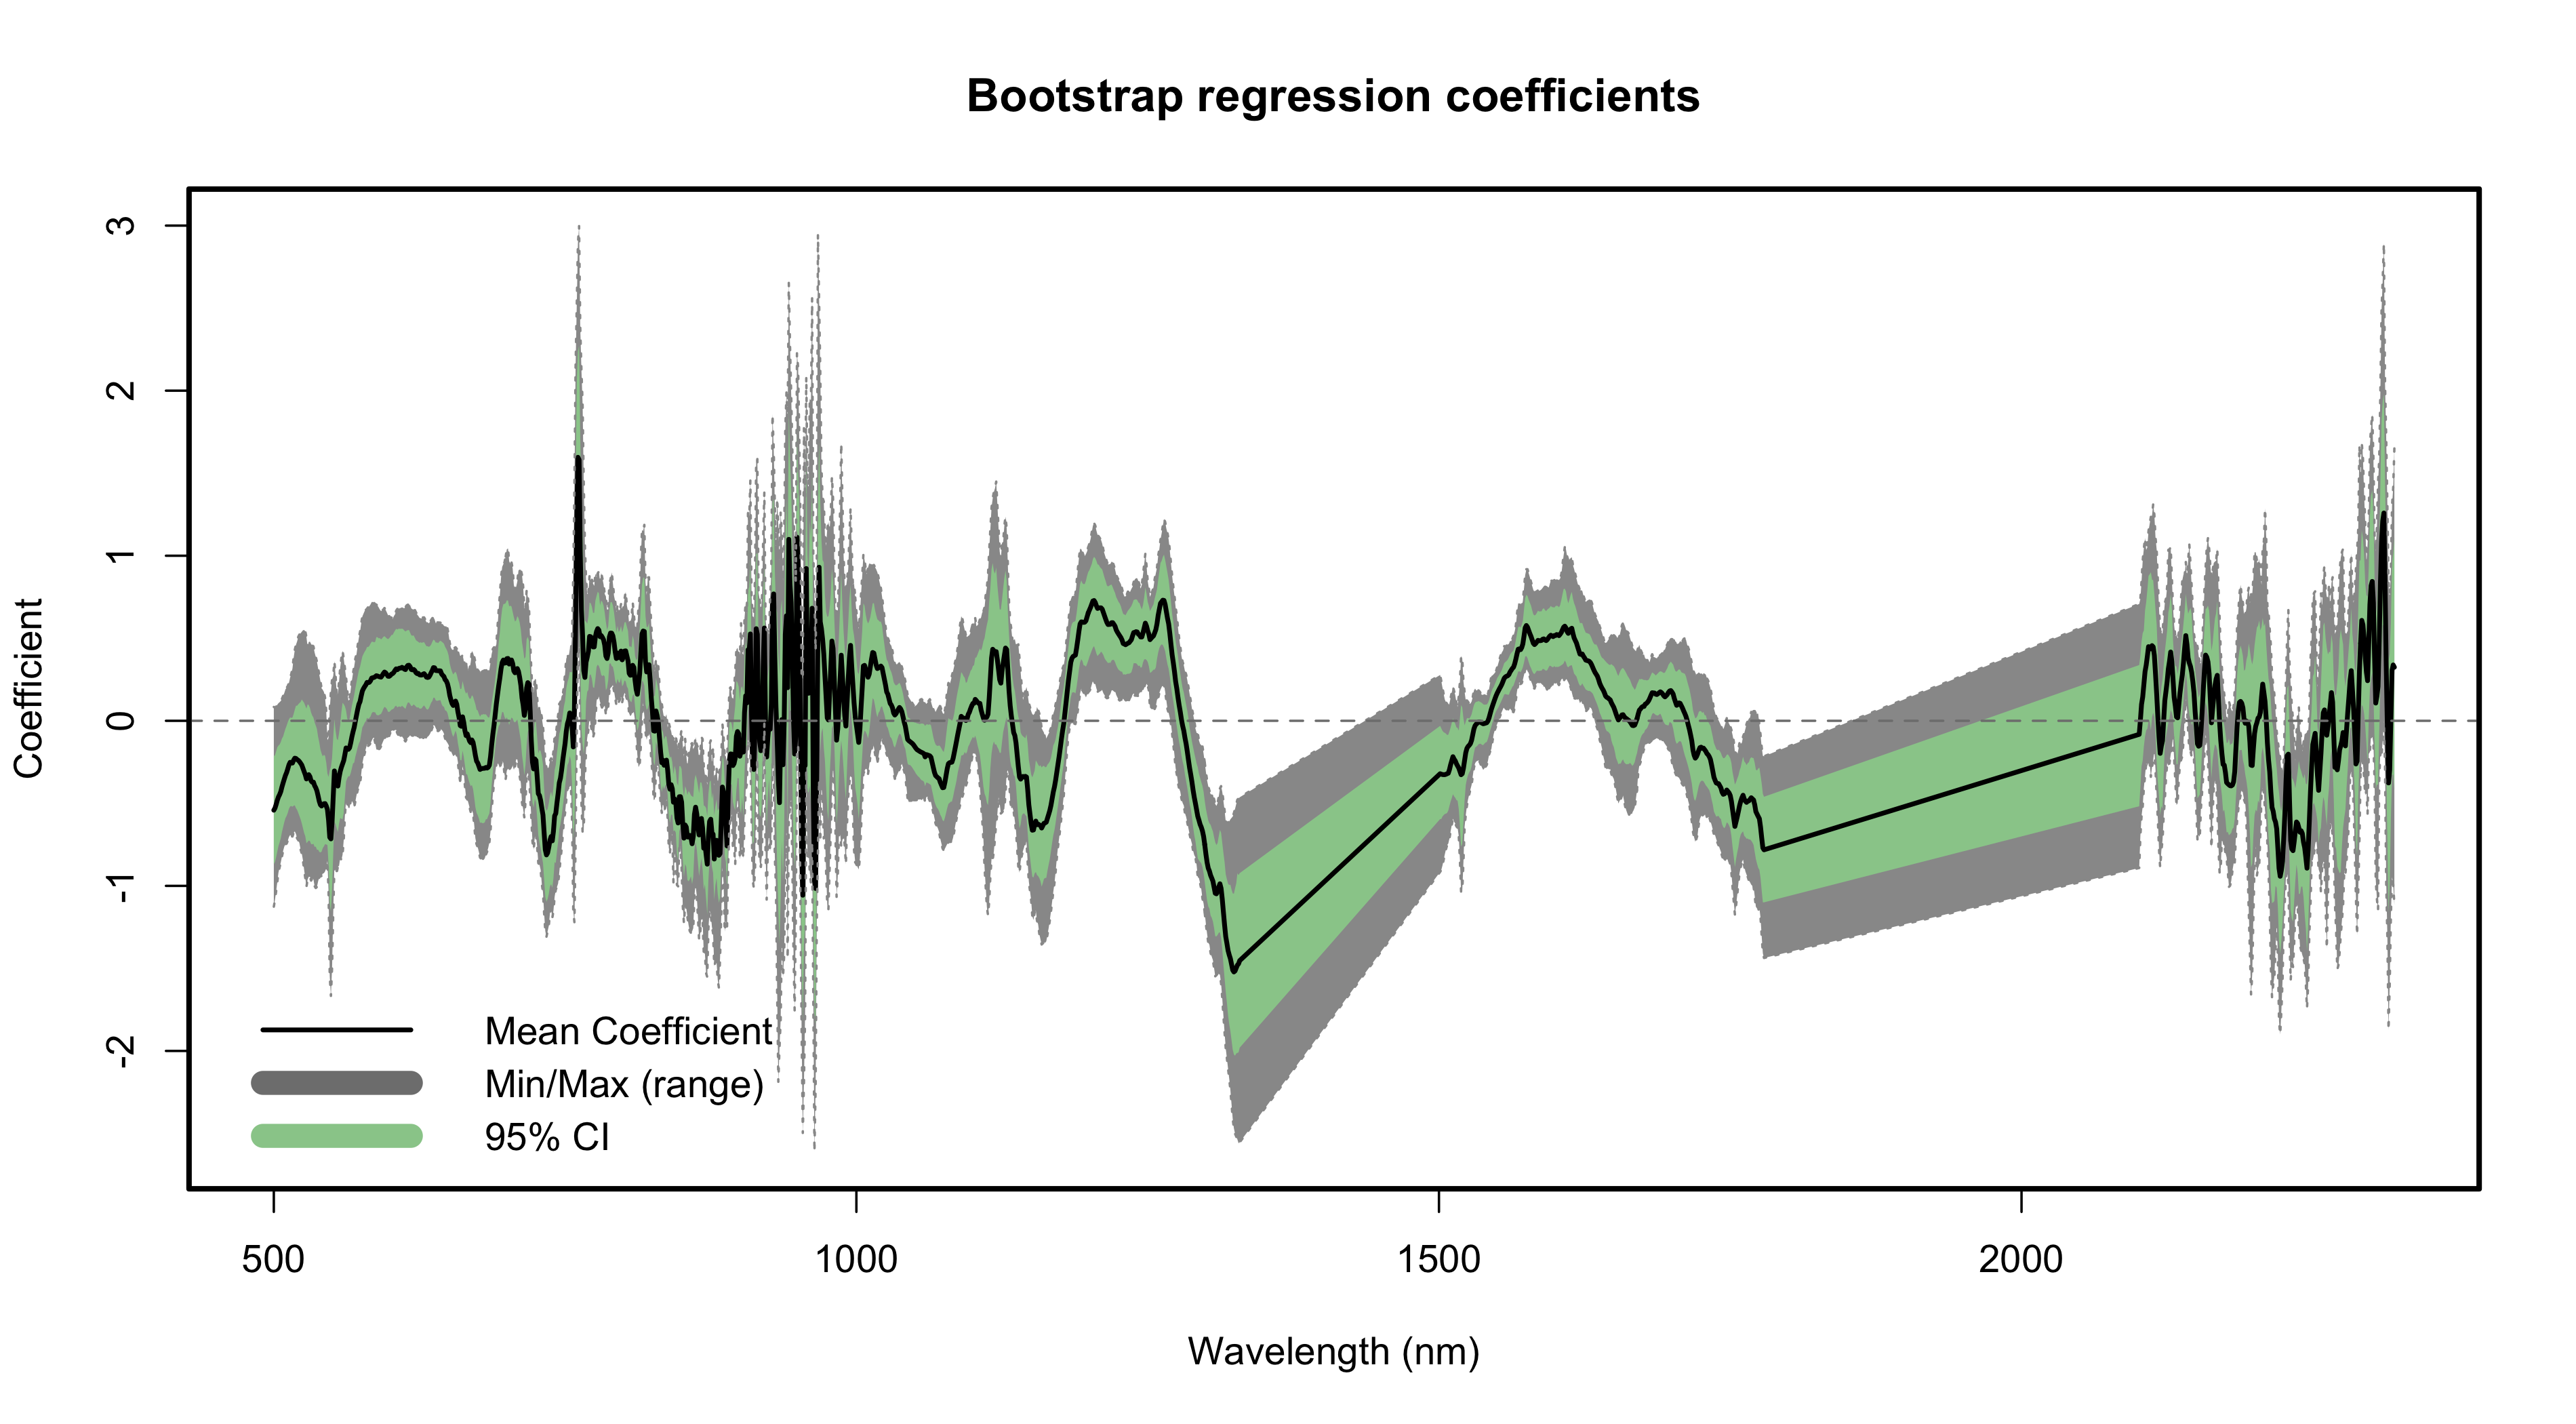 Bootstrap regression coefficients
Coefficient
3
2
1
0
-1
-2
Mean Coefficient
Min/Max (range)
95% CI
500 1000 1500 2000
Wavelength (nm)